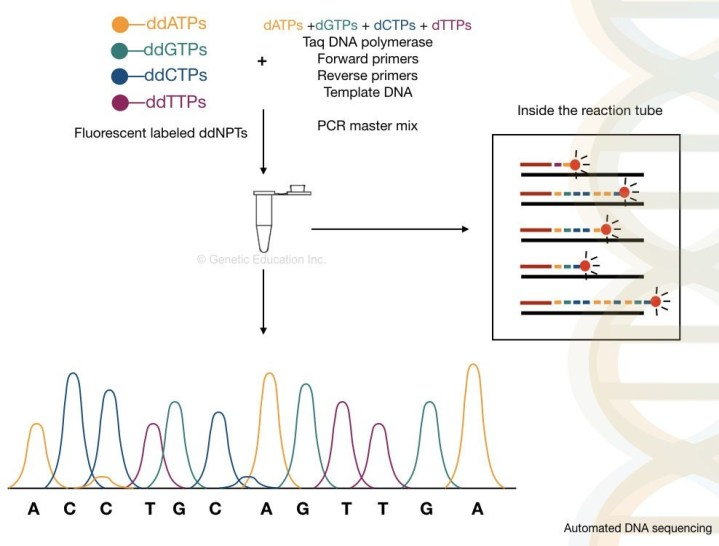 ddATPs
ddGTPs
ddCTPs
ddTTPs
Fluorescent labeled ddNPTs
+
dATPs +dGTPs + dCTPs + dTTPs
Taq DNA polymerase
Forward primers
Reverse primers
Template DNA
PCR master mix
Inside the reaction tube
© Genetic Education Inc.
A C C T G C A G T T G A
Automated DNA sequencing